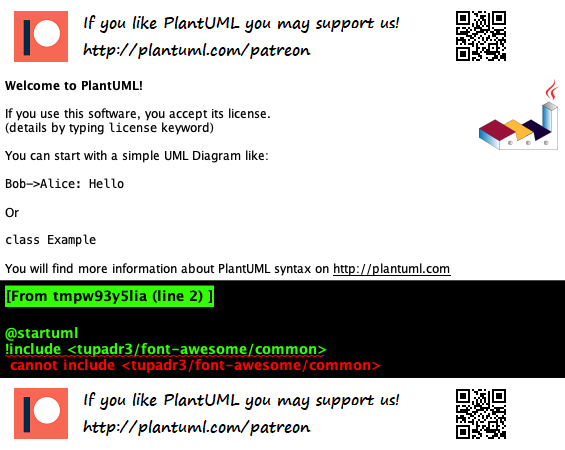 If you like PlantUML you may support us!
http://plantuml.com/patreon
Welcome to PlantUML!
If you use this software, you accept its license.
(details by typing license keyword)
You can start with a simple UML Diagram like:
Bob->Alice: Hello
Or
class Example
You will find more information about PlantUML syntax on http://plantuml.com
[From tmpw93y5lia (line 2) ]
@startuml
!include <tupadr3/font-awesome/common>
cannot include <tupadr3/font-awesome/common>
If you like PlantUML you may support us!
http://plantuml.com/patreon